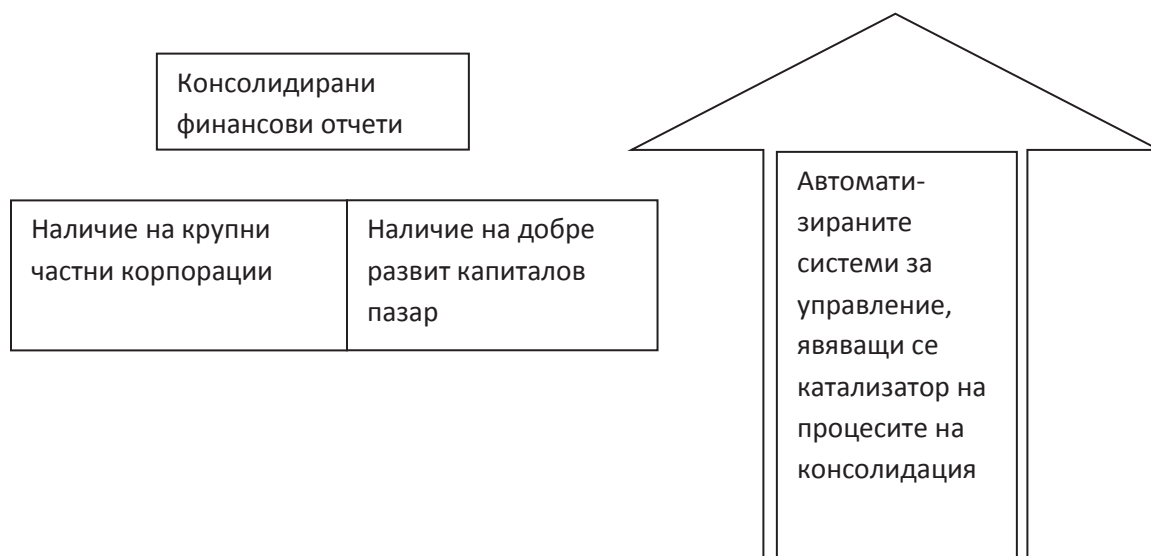 Консолидирани
финансови отчети
Наличие на крупни
частни корпорации
Наличие на добре
развит капиталов
пазар
Автомати-
зираните
системи за
управление,
явяващи се
катализатор на
процесите на
консолидация